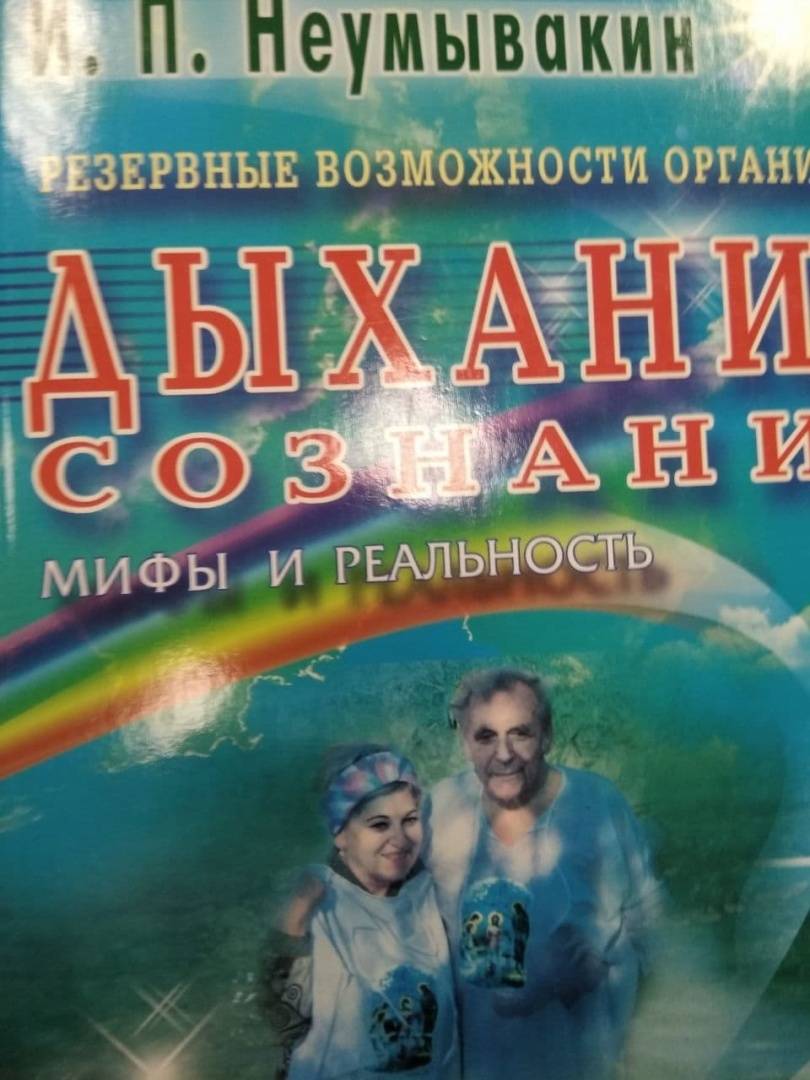 И. П. Неумывакин
РЕЗЕРВНЫЕ ВОЗМОЖНОСТИ ОРГАНИ
ДЫХАНИ
СОЗНАНИ
МИФЫ И РЕАЛЬНОСТЬ